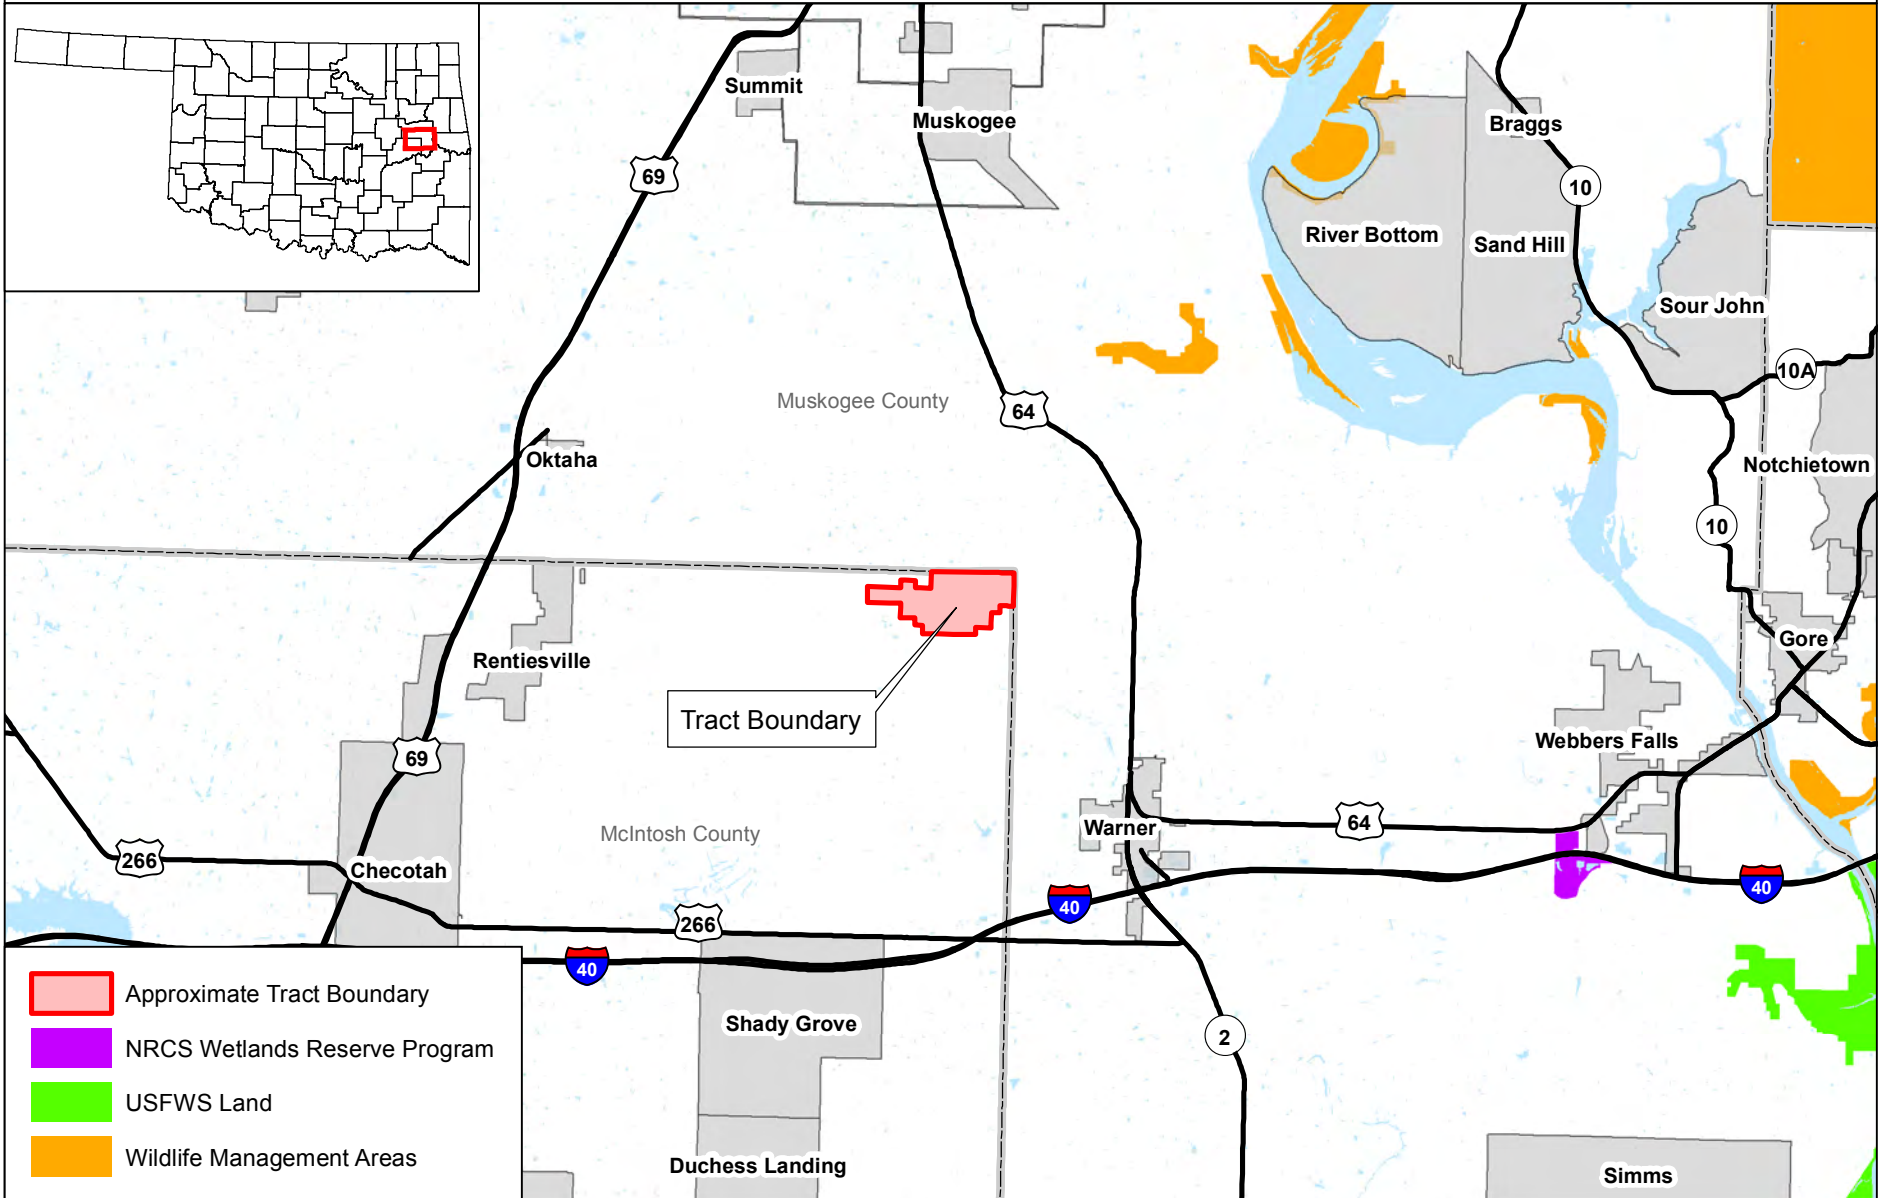 Summit
Muskogee
Braggs
69
10
River Bottom
Sand Hill
Sour John
10A
Muskogee County
64
Oktaha
Notchietown
10
Gore
Rentiesville
Tract Boundary
Webbers Falls
69
McIntosh County
Warner
64
266
Checotah
40
40
266
40
Approximate Tract Boundary
NRCS Wetlands Reserve Program
USFWS Land
Wildlife Management Areas
Shady Grove
2
Duchess Landing
Simms